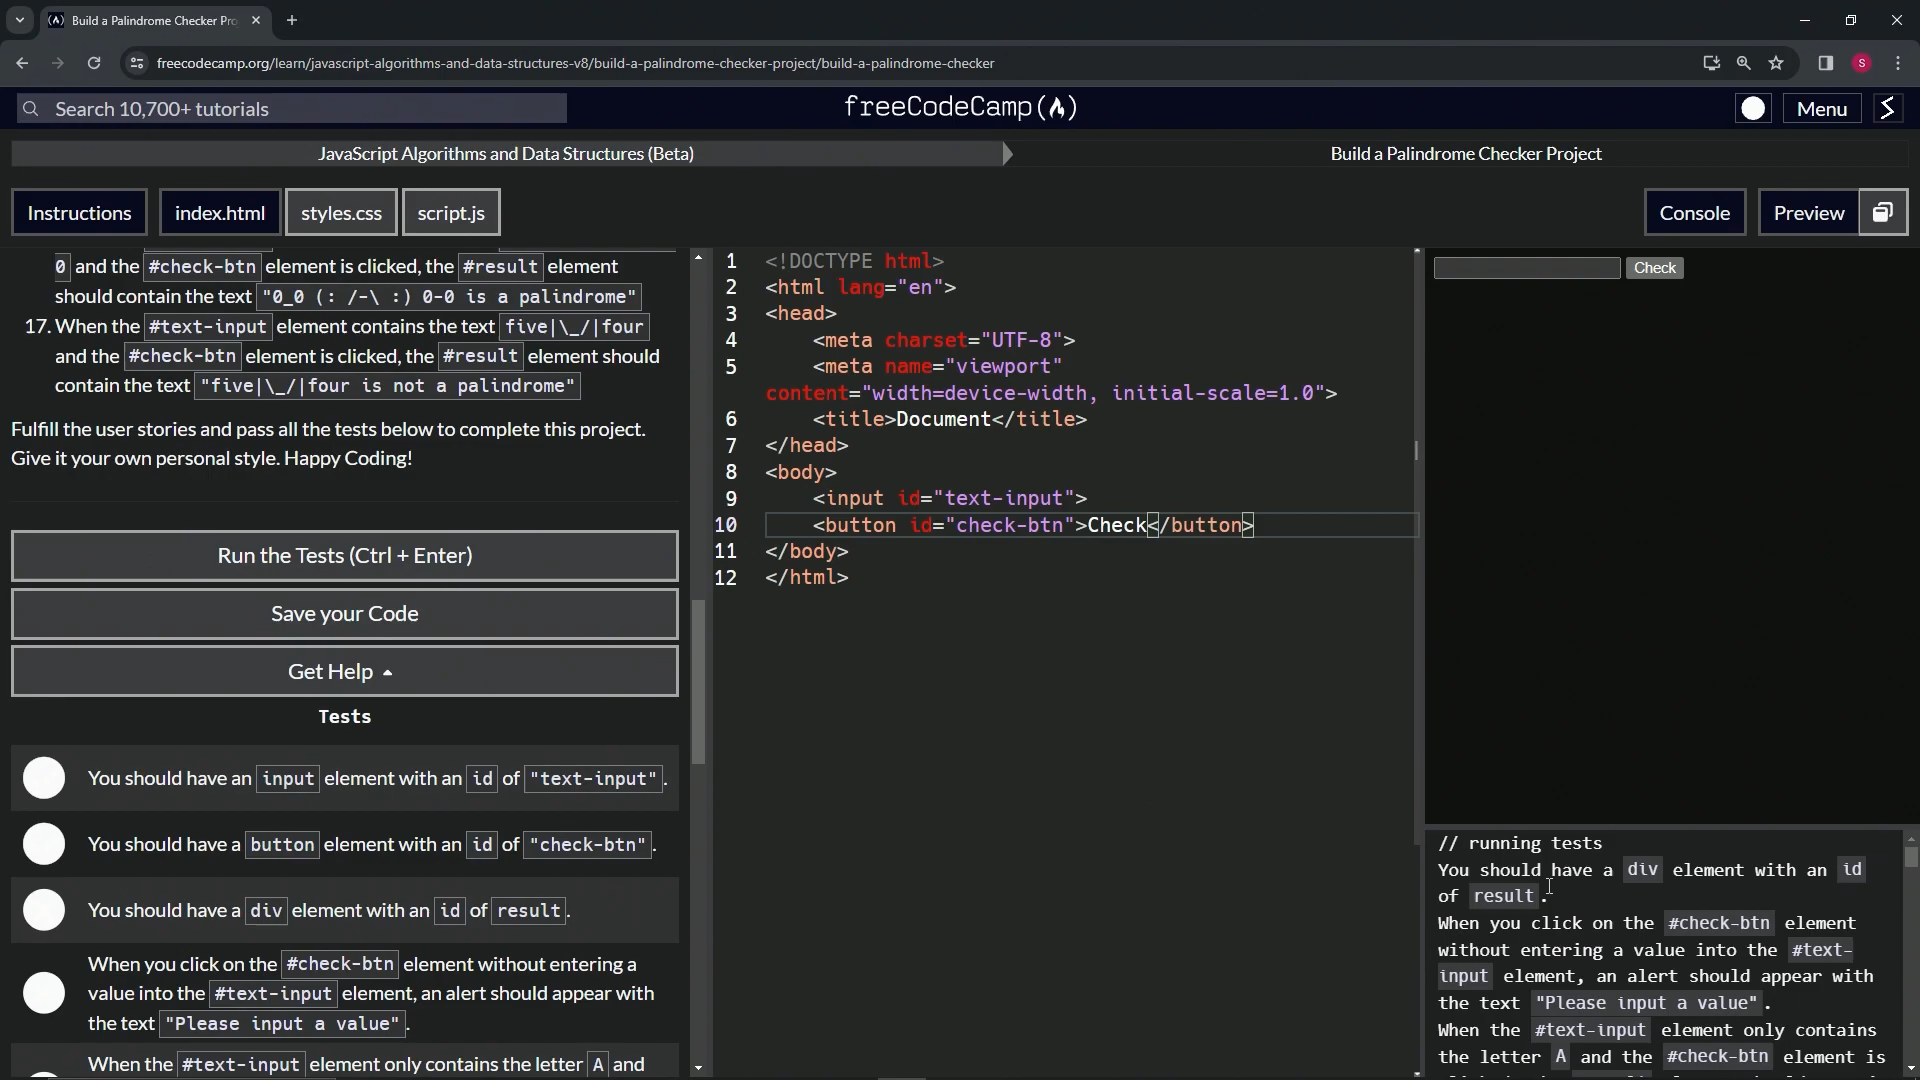 Build a Palindrome Checker Pro
freecodecamp.org/learn/javascript-algorithms-and-data-structures-v8/build-a-palindrome-checker-project/build-a-palindrome-checker
S
Search 10,700+ tutorials
freeCodeCamp(🔥)
Menu
JavaScript Algorithms and Data Structures (Beta)
Build a Palindrome Checker Project
Instructions
index.html
styles.css
script.js
Console
Preview
0 and the #check-btn element is clicked, the #result element
should contain the text "0_0 (: /-\ :) 0-0 is a palindrome"
17. When the #text-input element contains the text five|\_/|four
and the #check-btn element is clicked, the #result element should
contain the text "five|\_/|four is not a palindrome"
Fulfill the user stories and pass all the tests below to complete this project.
Give it your own personal style. Happy Coding!
Run the Tests (Ctrl + Enter)
Save your Code
Get Help
Tests
You should have an input element with an id of "text-input".
You should have a button element with an id of "check-btn".
You should have a div element with an id of result.
When you click on the #check-btn element without entering a
value into the #text-input element, an alert should appear with
the text "Please input a value".
When the #text-input element only contains the letter A and
1 <!DOCTYPE html>
2 <html lang="en">
3 <head>
4 <meta charset="UTF-8">
5 <meta name="viewport"
content="width=device-width, initial-scale=1.0">
6 <title>Document</title>
7 </head>
8 <body>
9 <input id="text-input">
10 <button id="check-btn">Check</button>
11 </body>
12 </html>
Check
// running tests
You should have a div element with an id
of result.
When you click on the #check-btn element
without entering a value into the #text-
input element, an alert should appear with
the text "Please input a value".
When the #text-input element only contains
the letter A and the #check-btn element is